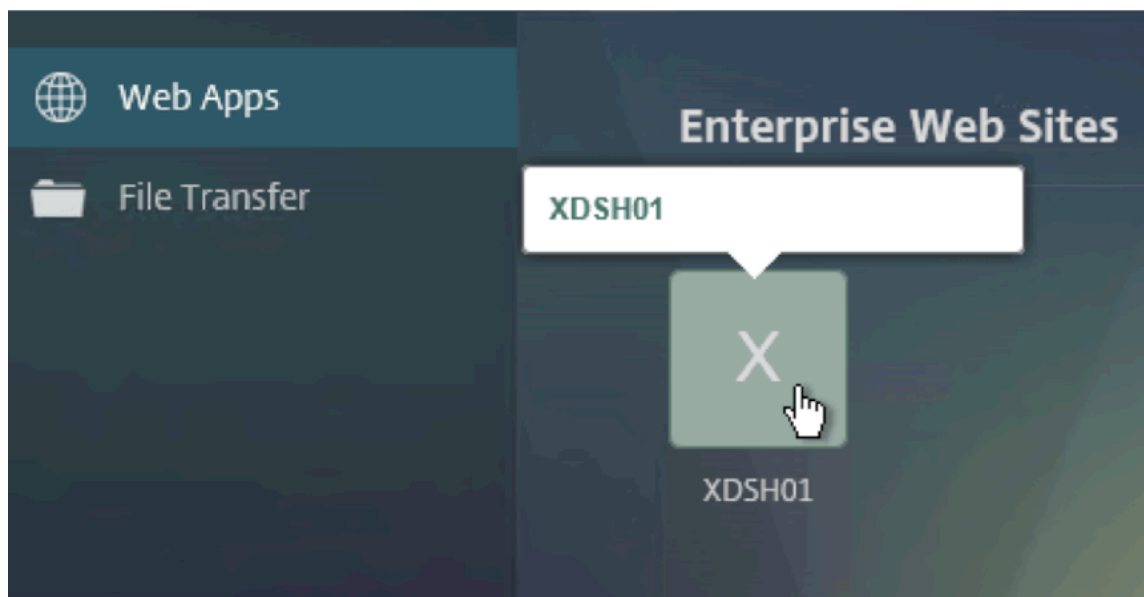 Web Apps
File Transfer
Enterprise Web Sites
XDSH01
X
XDSH01